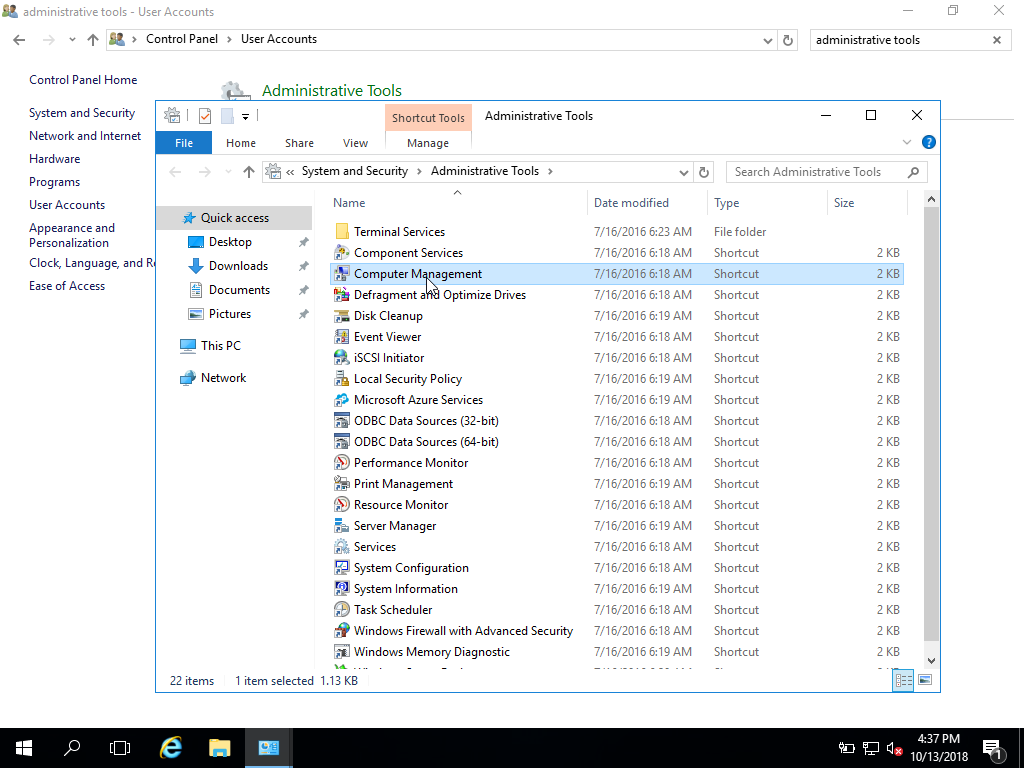 administrative tools - User Accounts
Control Panel > User Accounts
administrative tools
Control Panel Home
System and Security
Network and Internet
Hardware
Programs
User Accounts
Appearance and
Personalization
Clock, Language, and Re
Ease of Access
Administrative Tools
Shortcut Tools
Administrative Tools
File Home Share View Manage
« System and Security > Administrative Tools >
Search Administrative Tools
Quick access
Desktop
Downloads
Documents
Pictures
This PC
Network
Name Date modified Type Size
Terminal Services 7/16/2016 6:23 AM File folder
Component Services 7/16/2016 6:18 AM Shortcut 2 KB
Computer Management 7/16/2016 6:18 AM Shortcut 2 KB
Defragment and Optimize Drives 7/16/2016 6:18 AM Shortcut 2 KB
Disk Cleanup 7/16/2016 6:19 AM Shortcut 2 KB
Event Viewer 7/16/2016 6:18 AM Shortcut 2 KB
iSCSI Initiator 7/16/2016 6:18 AM Shortcut 2 KB
Local Security Policy 7/16/2016 6:19 AM Shortcut 2 KB
Microsoft Azure Services 7/16/2016 6:19 AM Shortcut 2 KB
ODBC Data Sources (32-bit) 7/16/2016 6:18 AM Shortcut 2 KB
ODBC Data Sources (64-bit) 7/16/2016 6:18 AM Shortcut 2 KB
Performance Monitor 7/16/2016 6:18 AM Shortcut 2 KB
Print Management 7/16/2016 6:19 AM Shortcut 2 KB
Resource Monitor 7/16/2016 6:18 AM Shortcut 2 KB
Server Manager 7/16/2016 6:19 AM Shortcut 2 KB
Services 7/16/2016 6:18 AM Shortcut 2 KB
System Configuration 7/16/2016 6:18 AM Shortcut 2 KB
System Information 7/16/2016 6:19 AM Shortcut 2 KB
Task Scheduler 7/16/2016 6:18 AM Shortcut 2 KB
Windows Firewall with Advanced Security 7/16/2016 6:18 AM Shortcut 2 KB
Windows Memory Diagnostic 7/16/2016 6:19 AM Shortcut 2 KB
22 items 1 item selected 1.13 KB
4:37 PM
10/13/2018
1